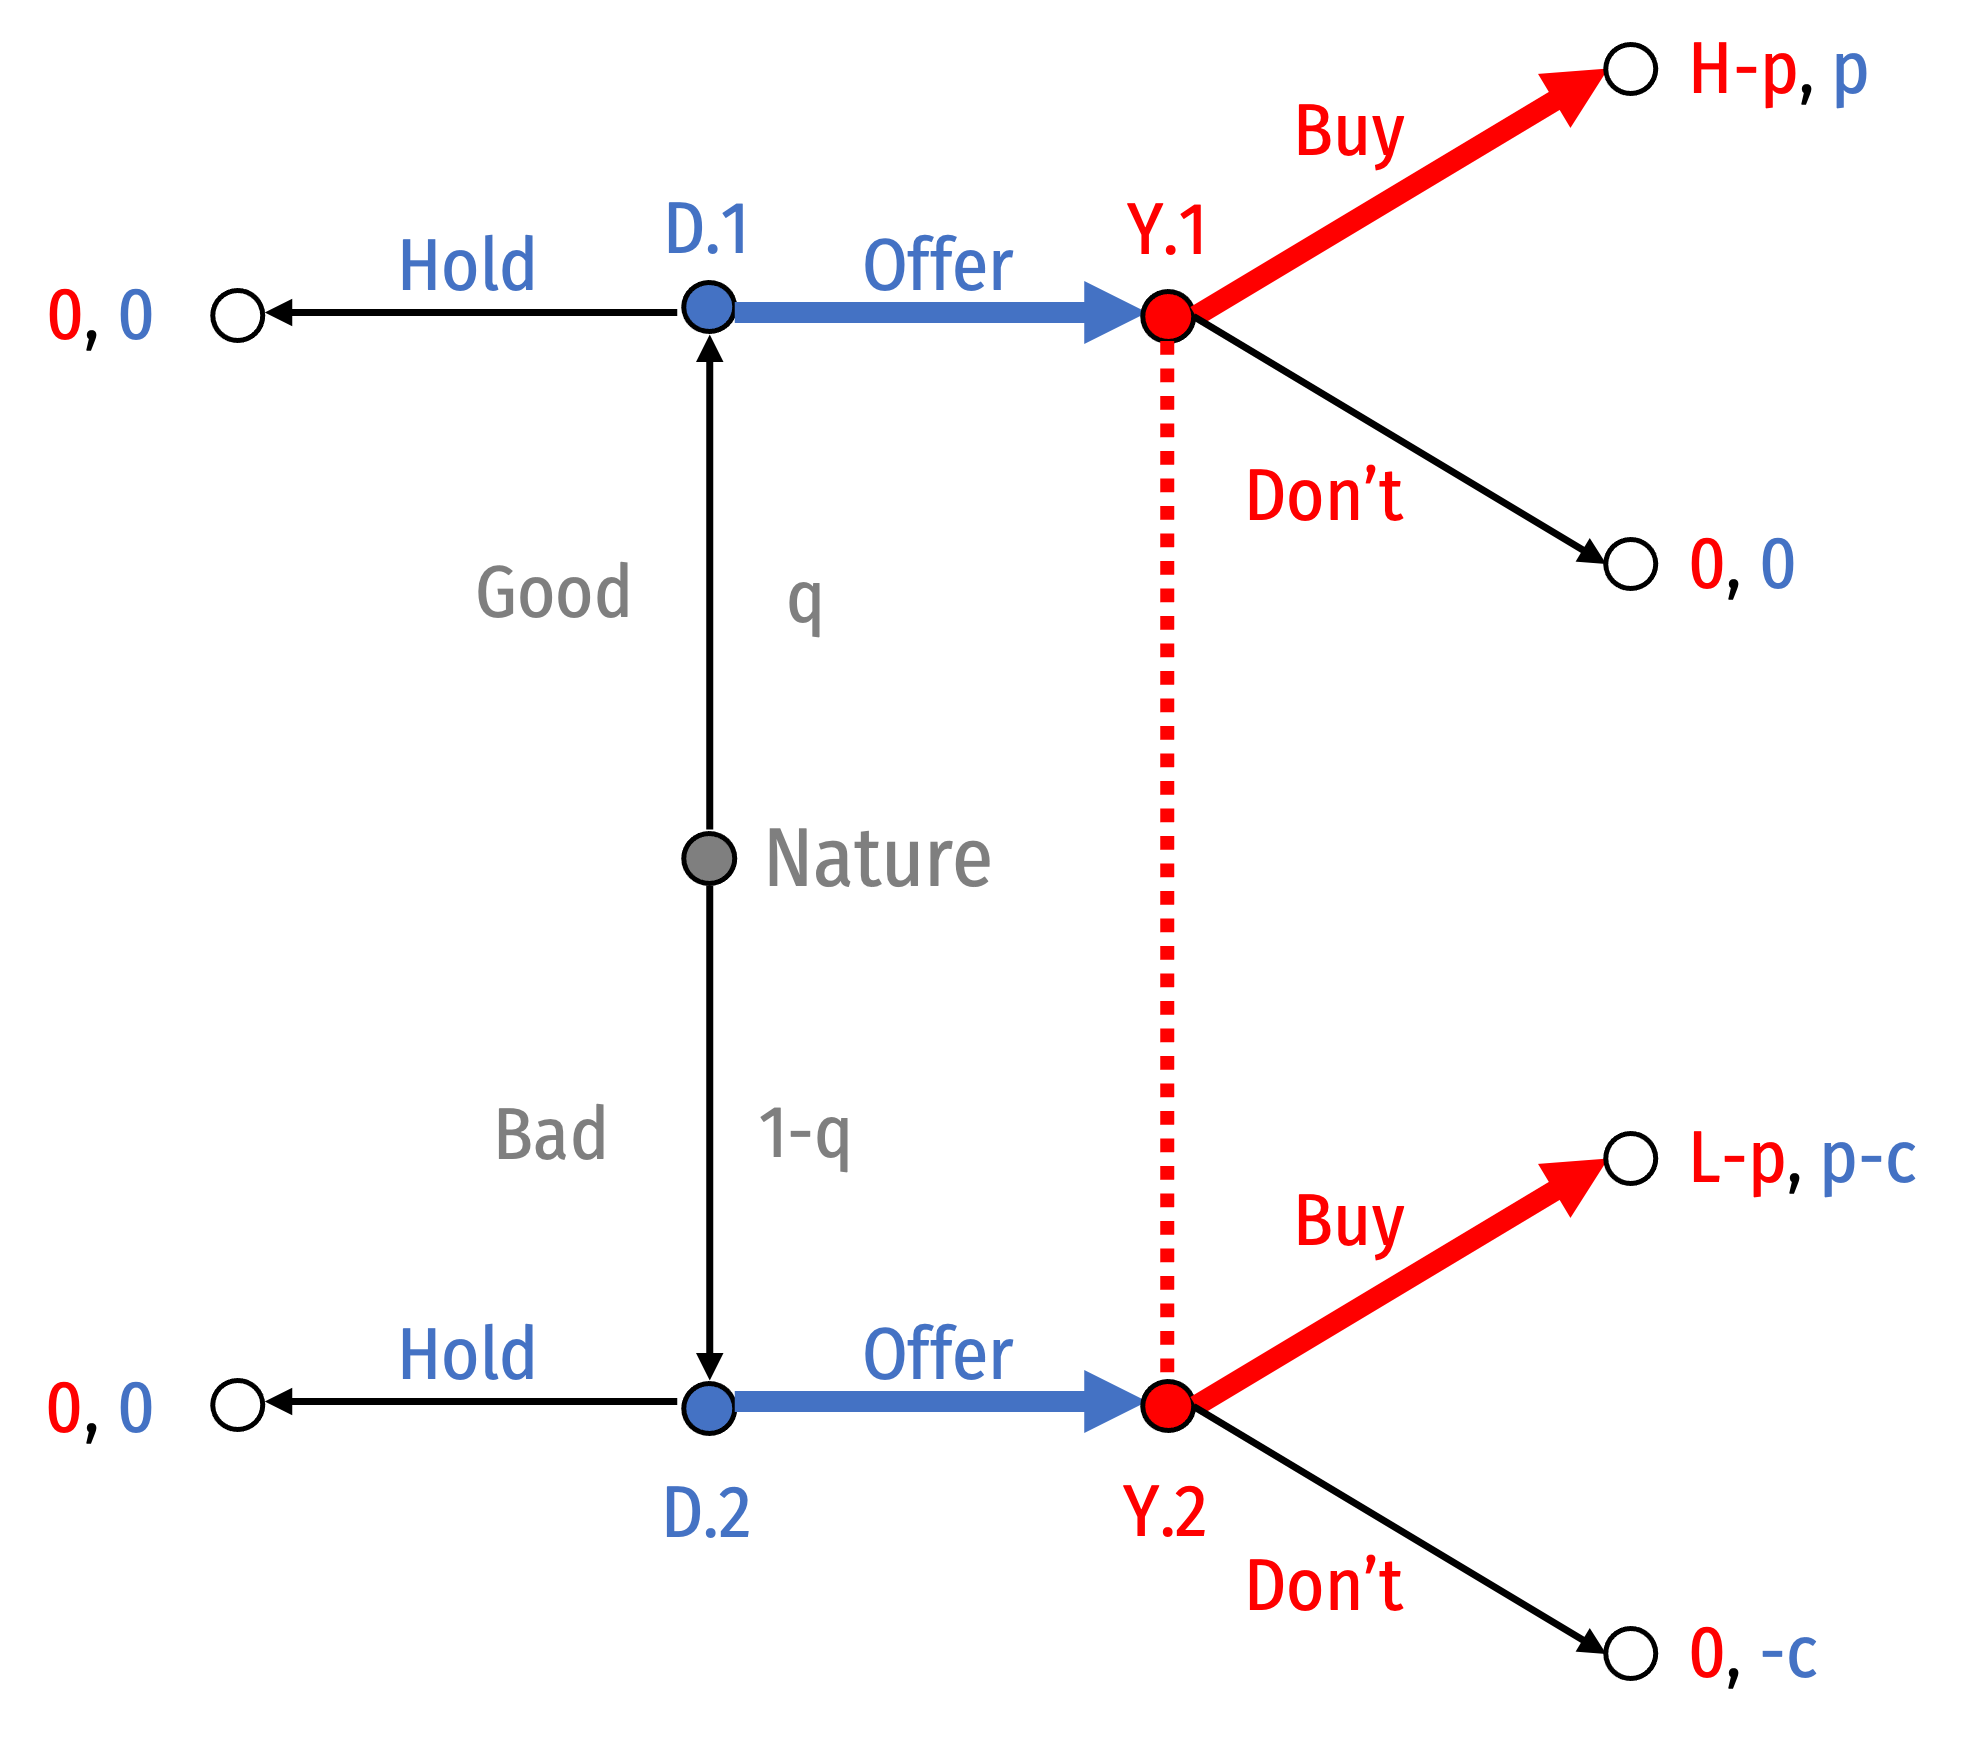 H-p, p
Buy
D.1
Y.1
Hold
Offer
0, 0
Don't
0, 0
Good
q
Nature
Bad
1-q
L-p, p-c
Buy
Hold
Offer
0, 0
D.2
Y.2
Don't
0, -c